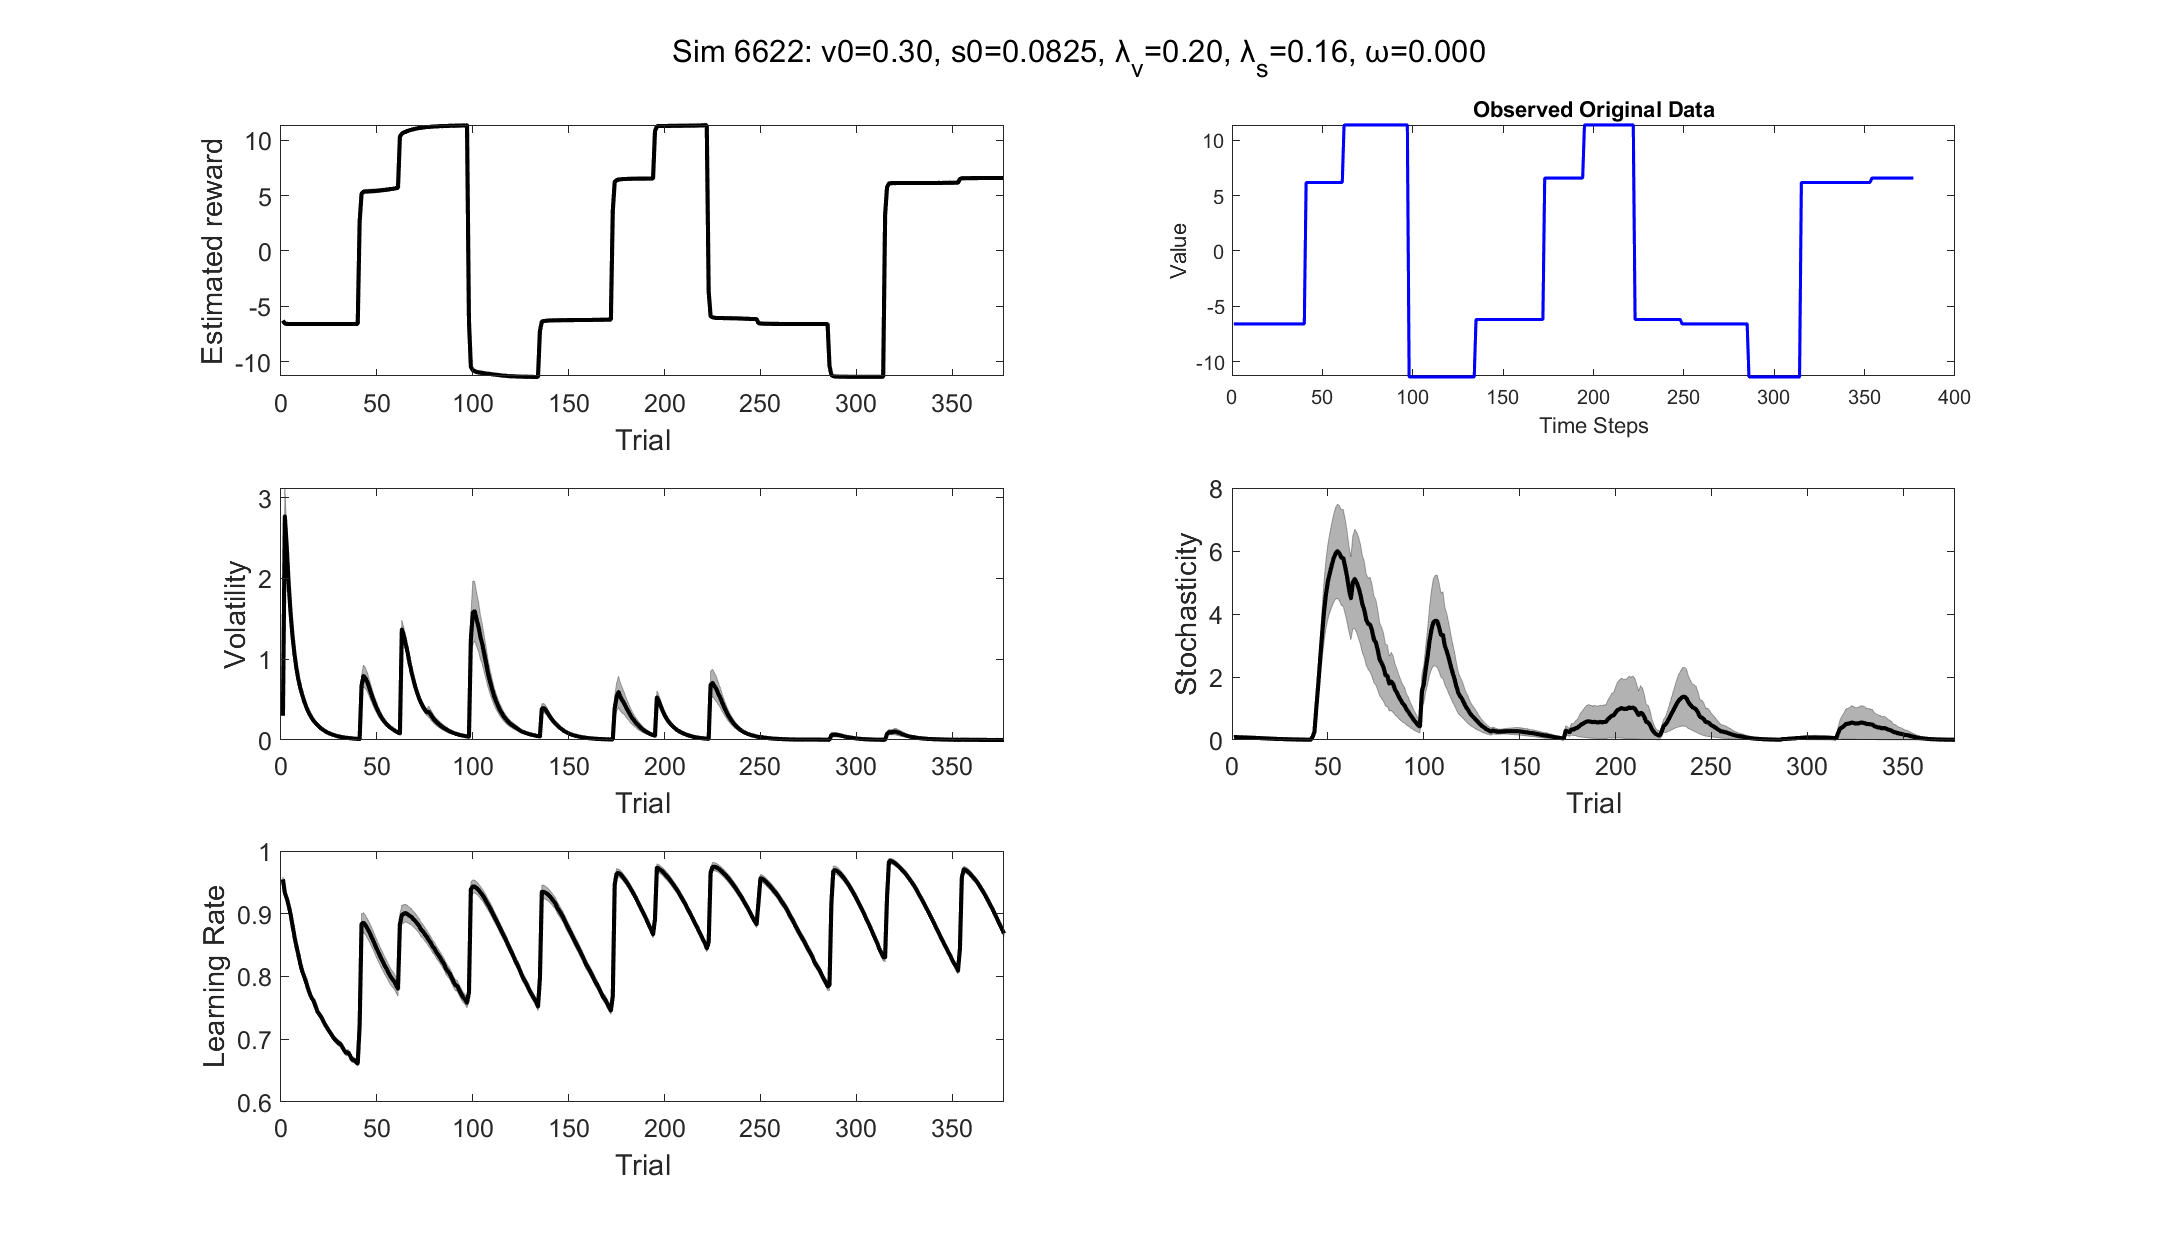 Sim 6622: v0=0.30, s0=0.0825, λ_v=0.20, λ_s=0.16, ω=0.000
Estimated reward
10
5
0
-5
-10
0 50 100 150 200 250 300 350
Trial
Observed Original Data
Value
10
5
0
-5
-10
0 50 100 150 200 250 300 350 400
Time Steps
Volatility
3
2
1
0
0 50 100 150 200 250 300 350
Trial
Stochasticity
8
6
4
2
0
0 50 100 150 200 250 300 350
Trial
Learning Rate
1
0.9
0.8
0.7
0.6
0 50 100 150 200 250 300 350
Trial